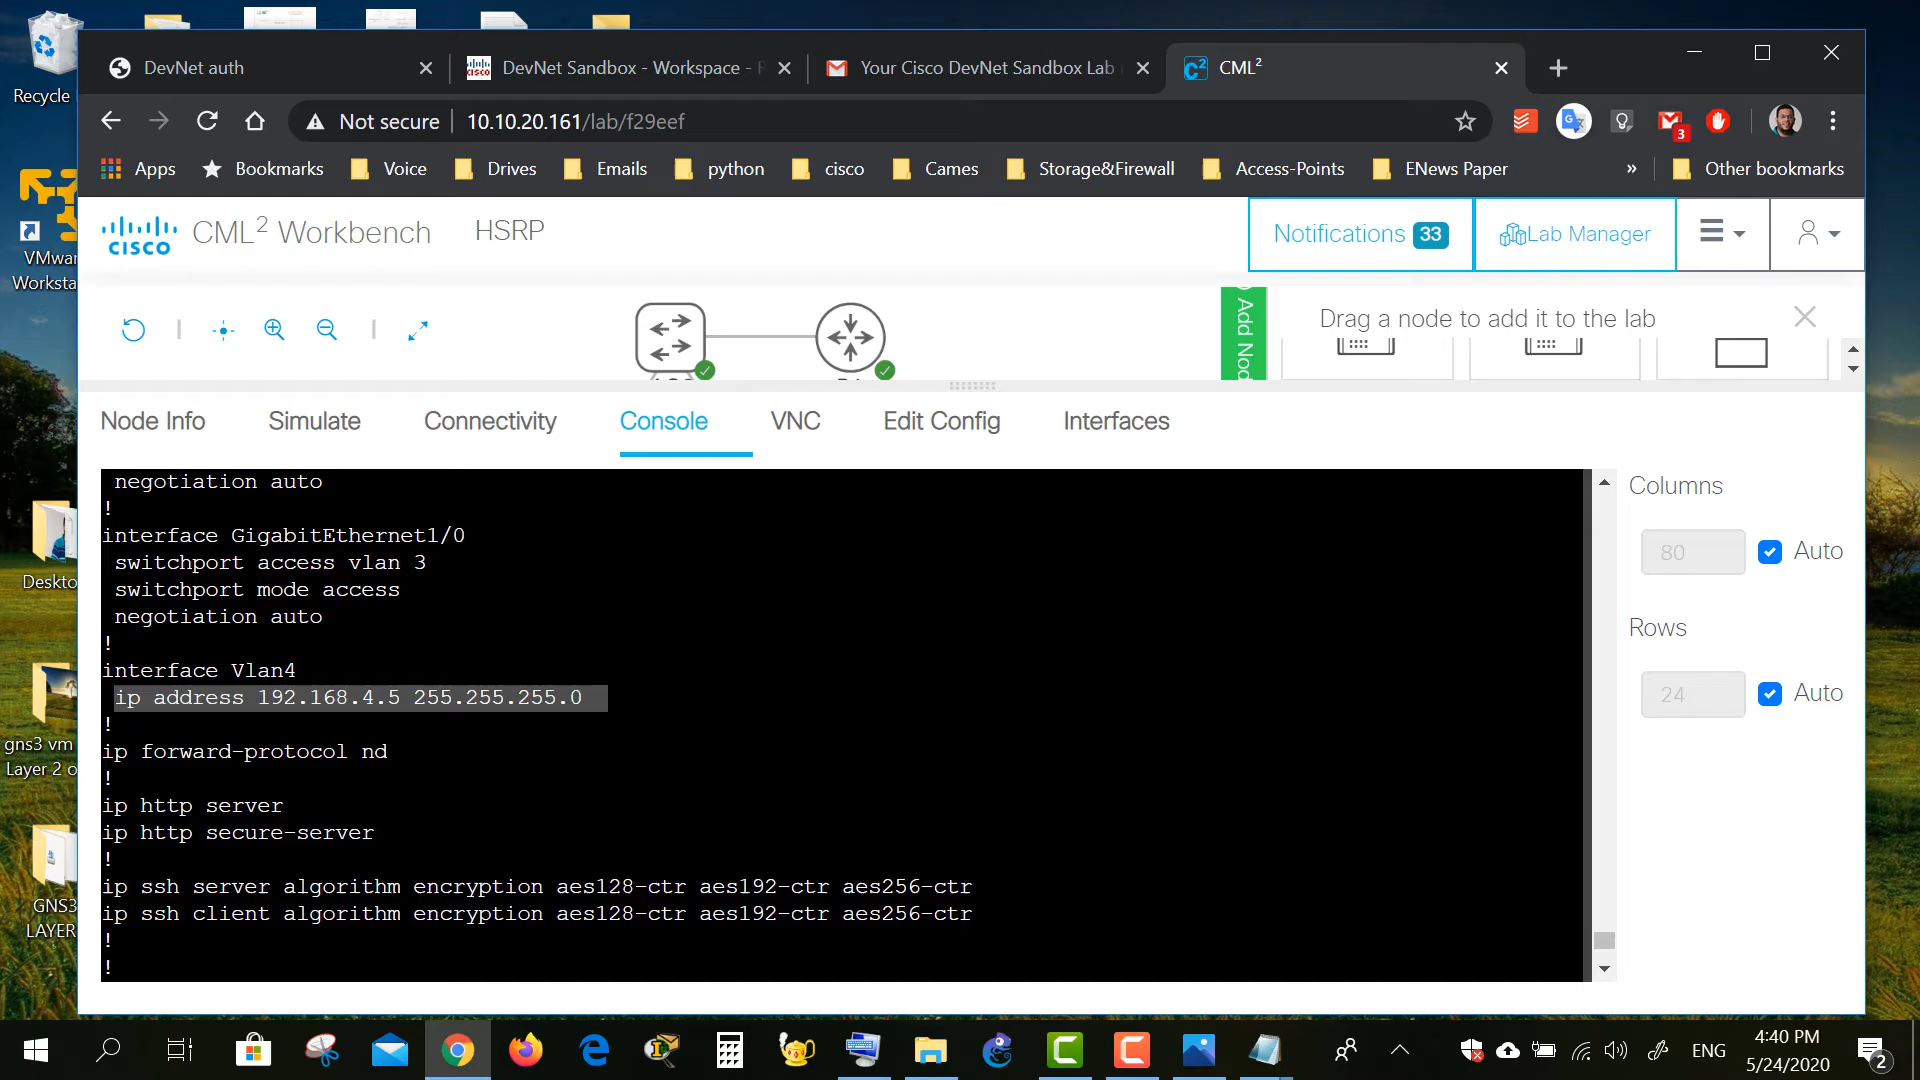 Recycle
DevNet auth
DevNet Sandbox - Workspace -
Your Cisco DevNet Sandbox Lab
CML²
Not secure
10.10.20.161/lab/f29eef
3
Apps
Bookmarks
Voice
Drives
Emails
python
cisco
Cames
Storage&Firewall
Access-Points
ENews Paper
»
Other bookmarks
VMwar
Worksta
CISCO
CML² Workbench
HSRP
Notifications 33
Lab Manager
Add Nod
Drag a node to add it to the lab
Node Info
Simulate
Connectivity
Console
VNC
Edit Config
Interfaces
negotiation auto
!
interface GigabitEthernet1/0
switchport access vlan 3
switchport mode access
negotiation auto
!
interface Vlan4
ip address 192.168.4.5 255.255.255.0
!
ip forward-protocol nd
!
ip http server
ip http secure-server
!
ip ssh server algorithm encryption aes128-ctr aes192-ctr aes256-ctr
ip ssh client algorithm encryption aes128-ctr aes192-ctr aes256-ctr
!
!
Columns
80
Auto
Rows
24
Auto
Deskto
gns3 vm
Layer 2 o
GNS3
LAYER
ENG
4:40 PM
5/24/2020
2